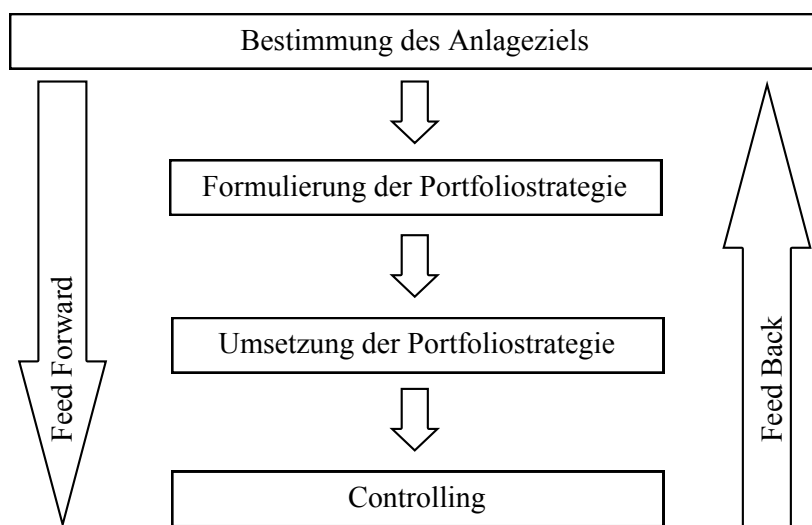 Bestimmung des Anlageziels
Formulierung der Portfoliostrategie
Umsetzung der Portfoliostrategie
Controlling
Feed Forward
Feed Back